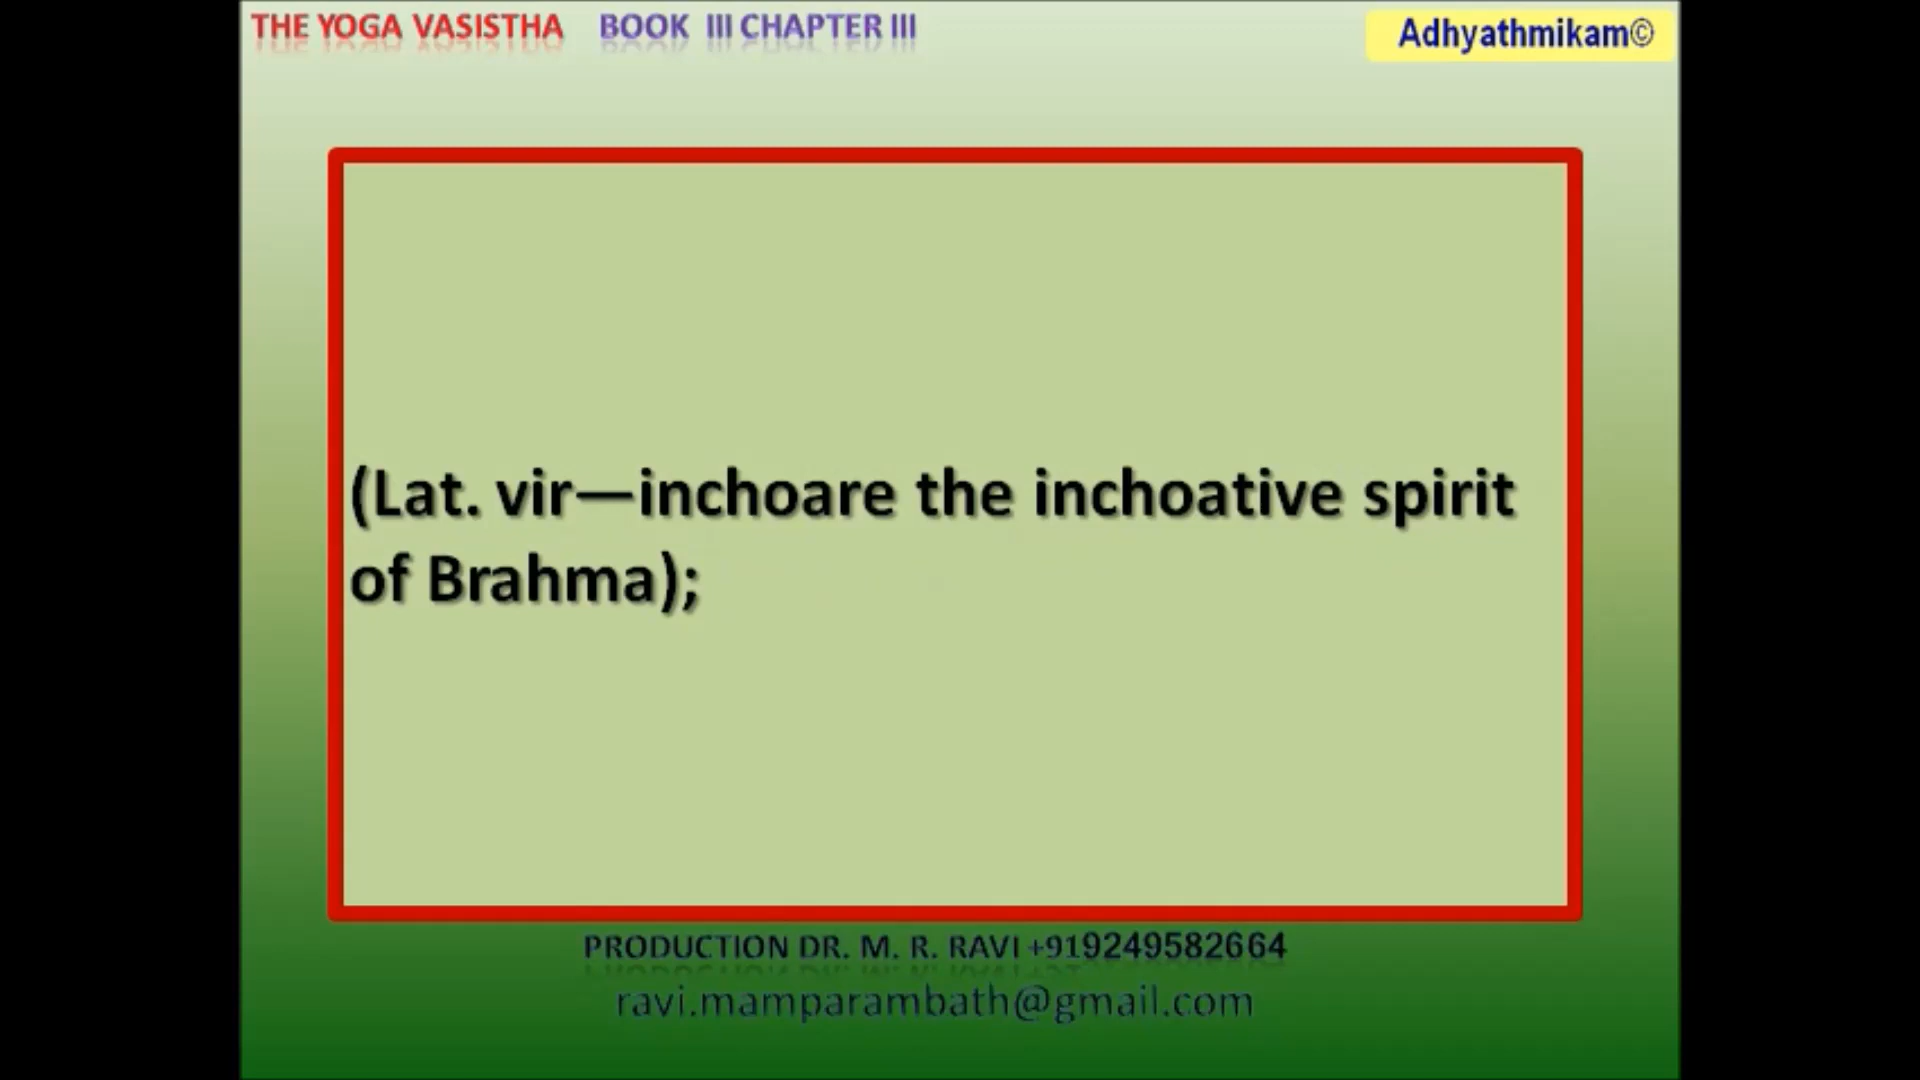 THE YOGA VASISTHA BOOK III CHAPTER III
Adhyathmikam©
(Lat. vir—inchoare the inchoative spirit
of Brahma);
PRODUCTION DR. M. R. RAVI +919249582664
ravi.mamparambath@gmail.com